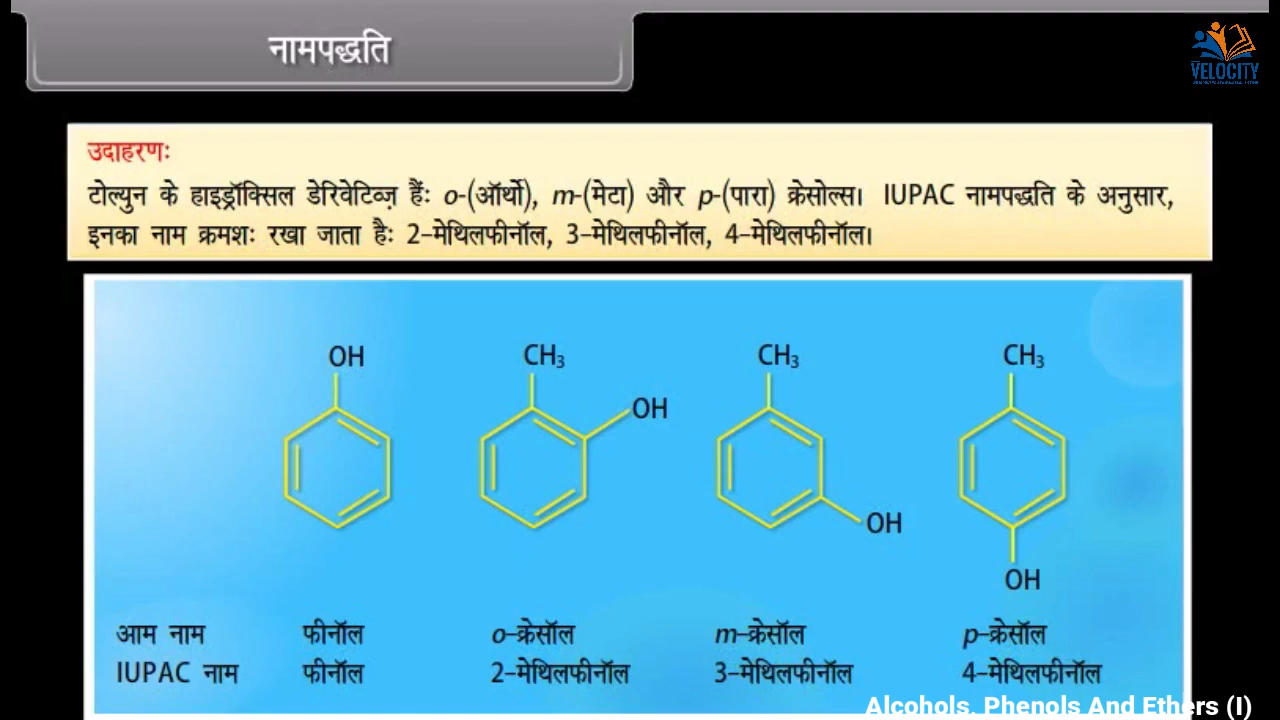 नामपद्धति
VELOCITY
उदाहरणः
टोल्युन के हाइड्रॉक्सिल डेरिवेटिव्ज़ हैंः o-(ऑर्थो), m-(मेटा) और p-(पारा) क्रेसोल्स। IUPAC नामपद्धति के अनुसार,
इनका नाम क्रमशः रखा जाता हैः 2-मेथिलफीनॉल, 3-मेथिलफीनॉल, 4-मेथिलफीनॉल।
OH CH₃ CH₃ CH₃
OH
OH
OH
आम नाम फीनॉल o-क्रेसॉल m-क्रेसॉल p-क्रेसॉल
IUPAC नाम फीनॉल 2-मेथिलफीनॉल 3-मेथिलफीनॉल 4-मेथिलफीनॉल
Alcohols, Phenols And Ethers (I)